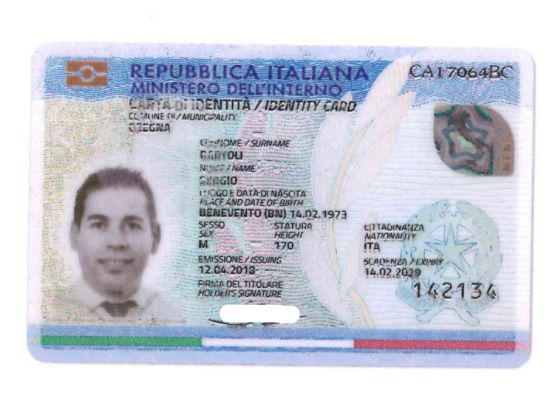 REPUBBLICA ITALIANA
MINISTERO DELL'INTERNO
CARTA DI IDENTITÀ / IDENTITY CARD
COMUNE DI / MUNICIPALITY
CA17064BC
COGNOME / SURNAME
BARTOLI
NOME / NAME
SERGIO
LUOGO E DATA DI NASCITA
PLACE AND DATE OF BIRTH
BENEVENTO (BN) 14.02.1973
SESSO STATURA
SEX HEIGHT
M 170
CITTADINANZA
NATIONALITY
ITA
EMISSIONE / ISSUING
12.04.2018
SCADENZA / EXPIRY
14.02.2029
FIRMA DEL TITOLARE
HOLDER'S SIGNATURE
142134